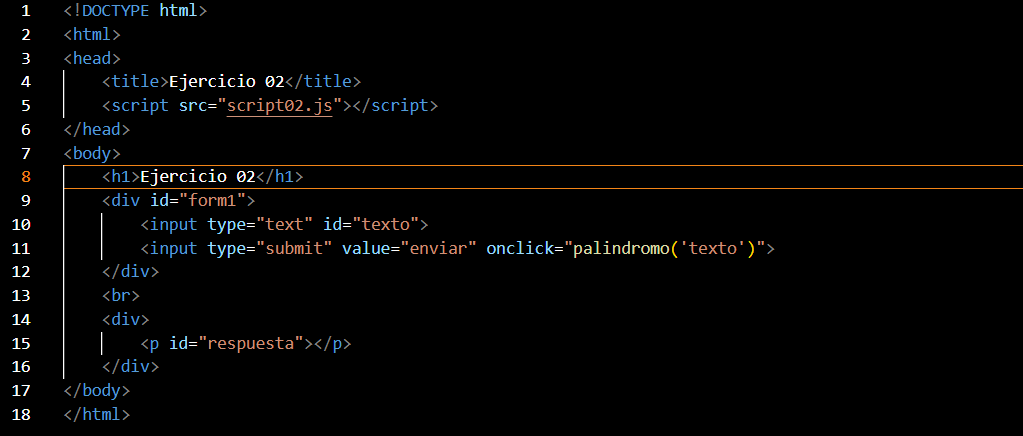 1 <!DOCTYPE html>
2 <html>
3 <head>
4     <title>Ejercicio 02</title>
5     <script src="script02.js"></script>
6 </head>
7 <body>
8     <h1>Ejercicio 02</h1>
9     <div id="form1">
10         <input type="text" id="texto">
11         <input type="submit" value="enviar" onclick="palindromo('texto')">
12     </div>
13     <br>
14     <div>
15         <p id="respuesta"></p>
16     </div>
17 </body>
18 </html>